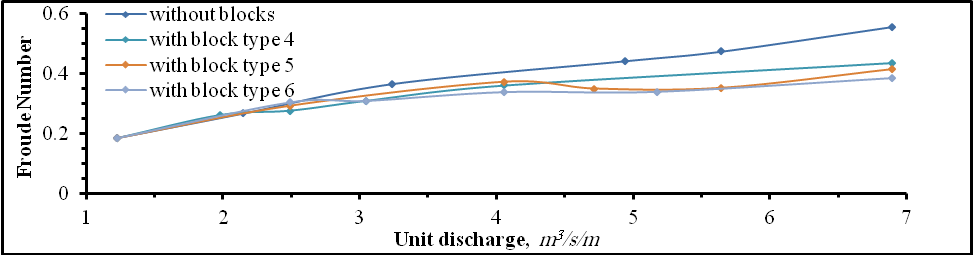 0.6
0.4
0.2
0
Froude Number
without blocks
with block type 4
with block type 5
with block type 6
1 2 3 4 5 6 7
Unit discharge, m³/s/m